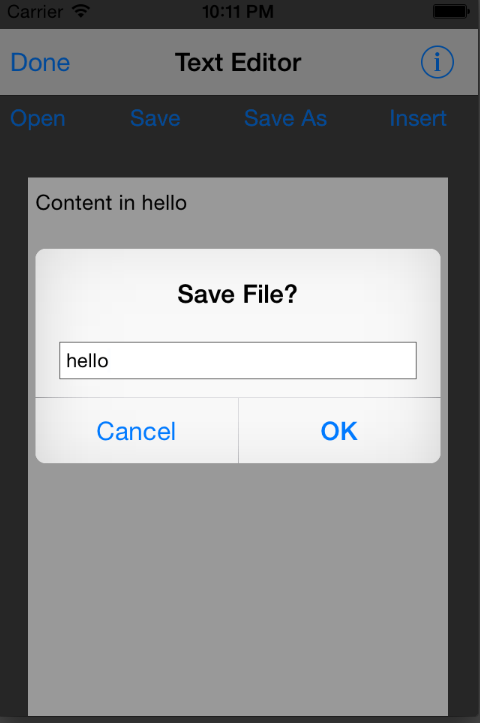 Carrier 10:11 PM
Done Text Editor i
Open Save Save As Insert
Content in hello
Save File?
hello
Cancel OK